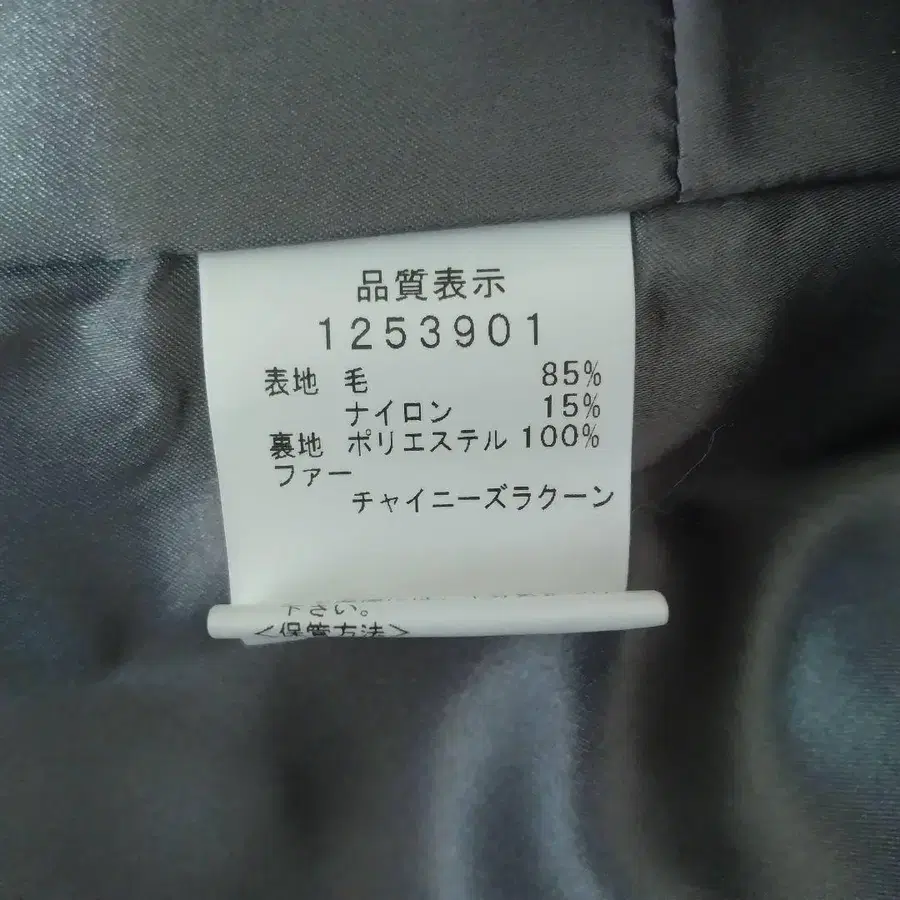 品質表示
1253901
表地 毛 85%
ナイロン 15%
裏地 ポリエステル 100%
ファー
チャイニーズラクーン
下さい。
<保管方法>